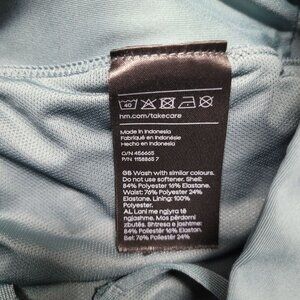 40
hm.com/takecare
Made in Indonesia
Fabriqué en Indonésie
Hecho en Indonesia
O/N 486665
P/N 1158865 7
GB Wash with similar colours.
Do not use softener. Shell:
84% Polyester 16% Elastane.
Waist: 76% Polyester 24%
Elastane. Lining: 100%
Polyester.
AL Lani me ngjyra të
ngjashme. Mos përdorni
zbutës. Shtresa e jashtme:
84% Poliestër 16% Elastan.
Bel: 76% Poliestër 24%